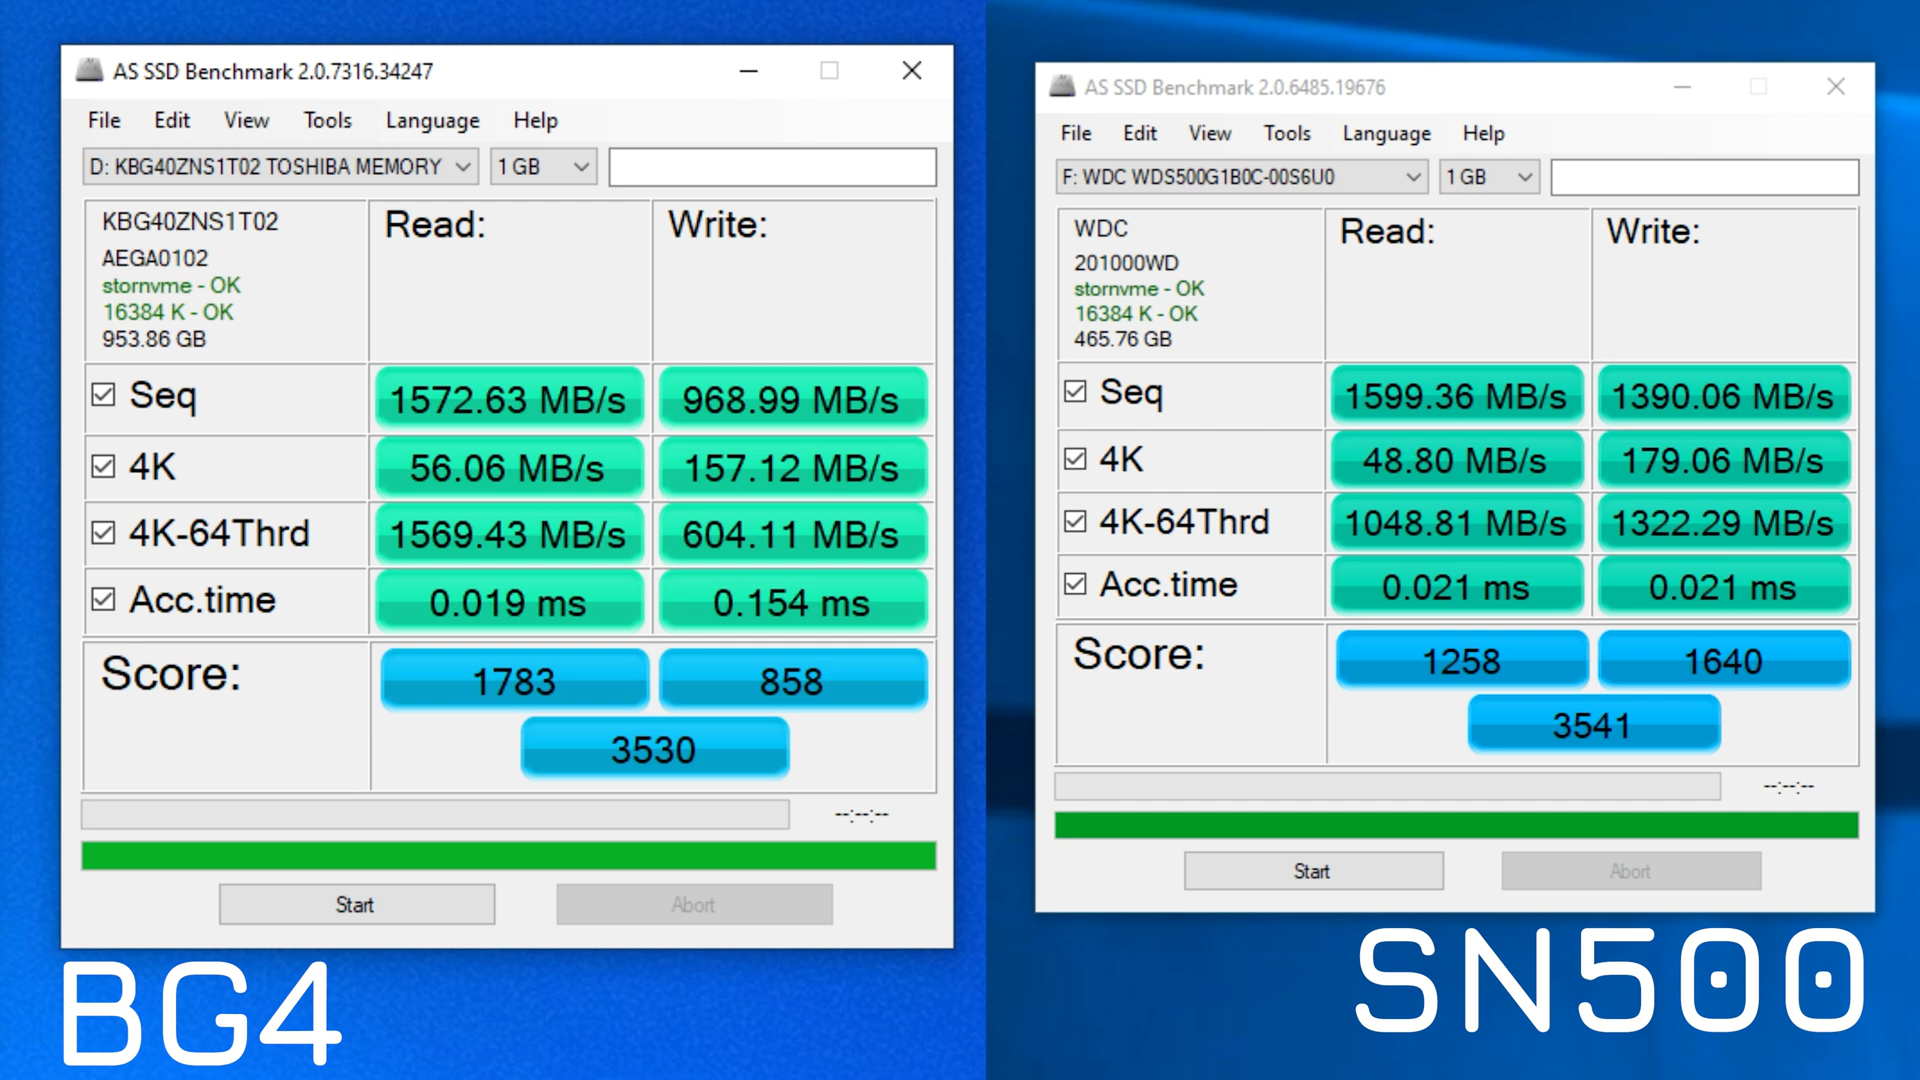 AS SSD Benchmark 2.0.7316.34247
File Edit View Tools Language Help
D: KBG40ZNS1T02 TOSHIBA MEMORY 1 GB
KBG40ZNS1T02 Read: Write:
AEGA0102
stornvme - OK
16384 K - OK
953.86 GB
Seq 1572.63 MB/s 968.99 MB/s
4K 56.06 MB/s 157.12 MB/s
4K-64Thrd 1569.43 MB/s 604.11 MB/s
Acc.time 0.019 ms 0.154 ms
Score: 1783 858
3530
--:--:--
Start Abort
BG4
AS SSD Benchmark 2.0.6485.19676
File Edit View Tools Language Help
F: WDC WDS500G1B0C-00S6U0 1 GB
WDC Read: Write:
201000WD
stornvme - OK
16384 K - OK
465.76 GB
Seq 1599.36 MB/s 1390.06 MB/s
4K 48.80 MB/s 179.06 MB/s
4K-64Thrd 1048.81 MB/s 1322.29 MB/s
Acc.time 0.021 ms 0.021 ms
Score: 1258 1640
3541
--:--:--
Start Abort
SN500